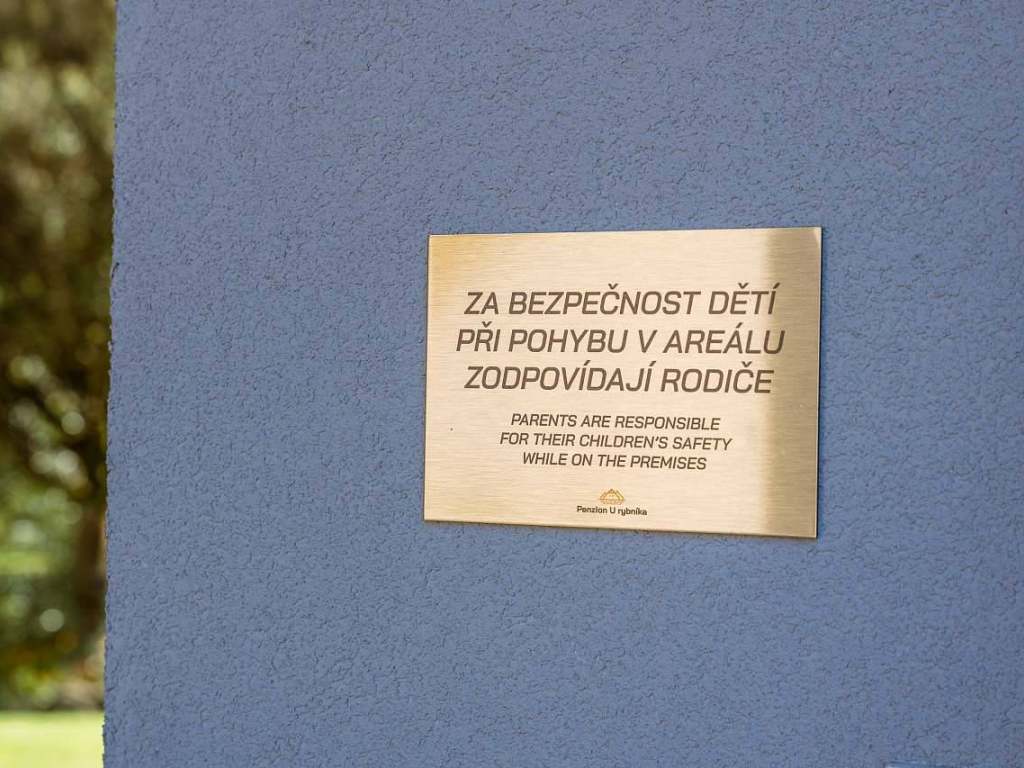 ZA BEZPEČNOST DĚTÍ
PŘI POHYBU V AREÁLU
ZODPOVÍDAJÍ RODIČE
PARENTS ARE RESPONSIBLE
FOR THEIR CHILDREN'S SAFETY
WHILE ON THE PREMISES
Penzion U rybníka